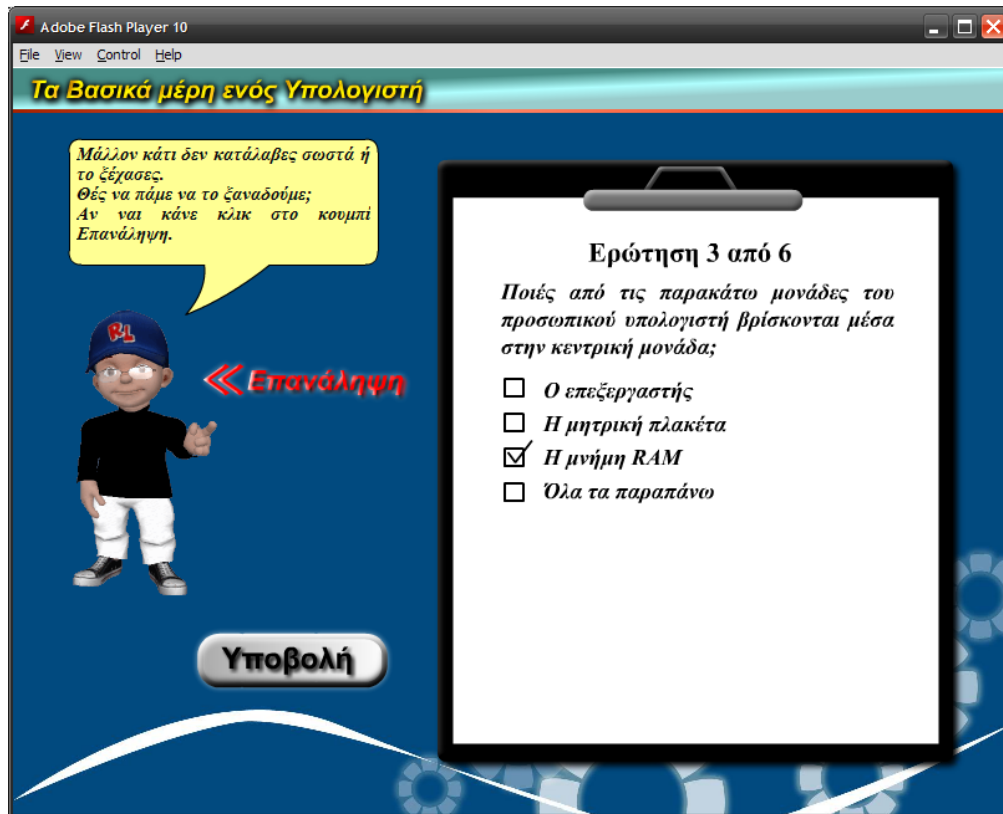 Adobe Flash Player 10
File View Control Help
Τα Βασικά μέρη ενός Υπολογιστή
Μάλλον κάτι δεν κατάλαβες σωστά ή
το ξέχασες.
Θές να πάμε να το ξαναδούμε;
Αν ναι κάνε κλικ στο κουμπί
Επανάληψη.
RL
Επανάληψη
Υποβολή
Ερώτηση 3 από 6
Ποιές από τις παρακάτω μονάδες του
προσωπικού υπολογιστή βρίσκονται μέσα
στην κεντρική μονάδα;
Ο επεξεργαστής
Η μητρική πλακέτα
Η μνήμη RAM
Όλα τα παραπάνω